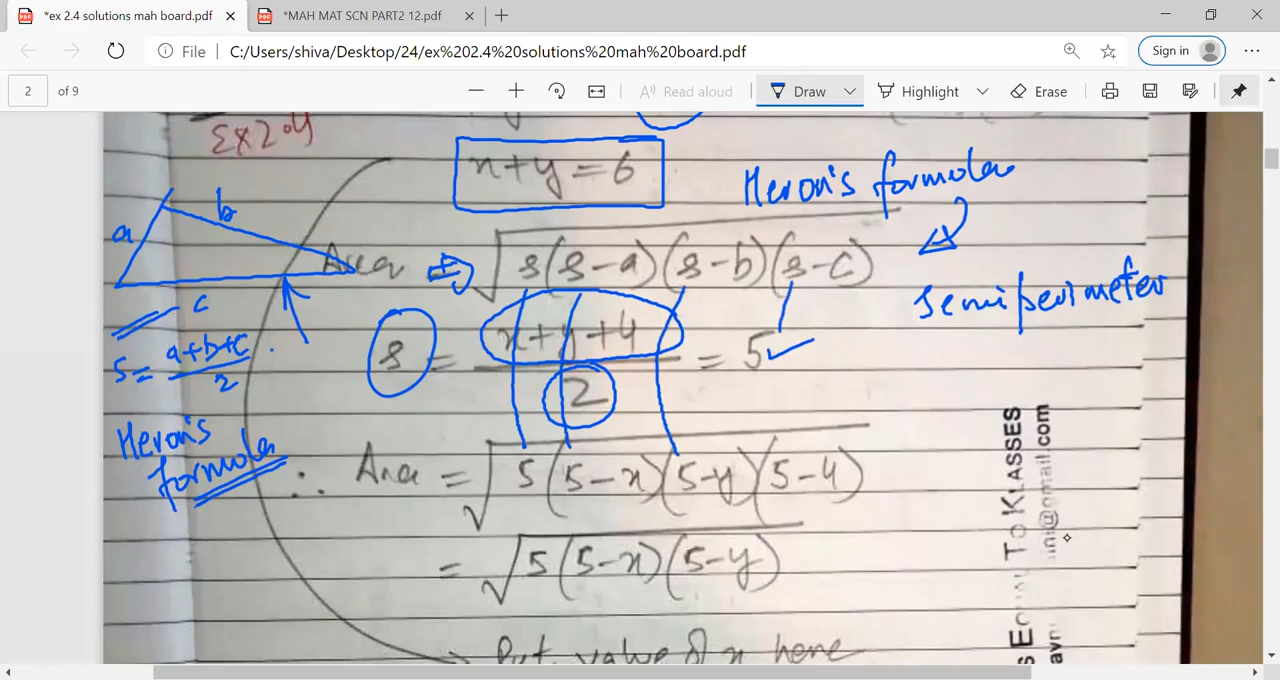 *ex 2.4 solutions mah board.pdf
*MAH MAT SCN PART2 12.pdf
File C:/Users/shiva/Desktop/24/ex%202.4%20solutions%20mah%20board.pdf
Sign in
2 of 9
Read aloud
Draw
Highlight
Erase
Ex 2.4
x+y=6
Heron's formula
a
b
c
Area ⇒ √s(s-a)(s-b)(s-c)
semiperimeter
s = (x+y+4)/2 = 5 ✓
S = (a+b+c)/2
Heron's
formula
∴ Area = √5(5-x)(5-y)(5-4)
= √5(5-x)(5-y)
→ Put value of x here
To KLASSES
@gmail.com